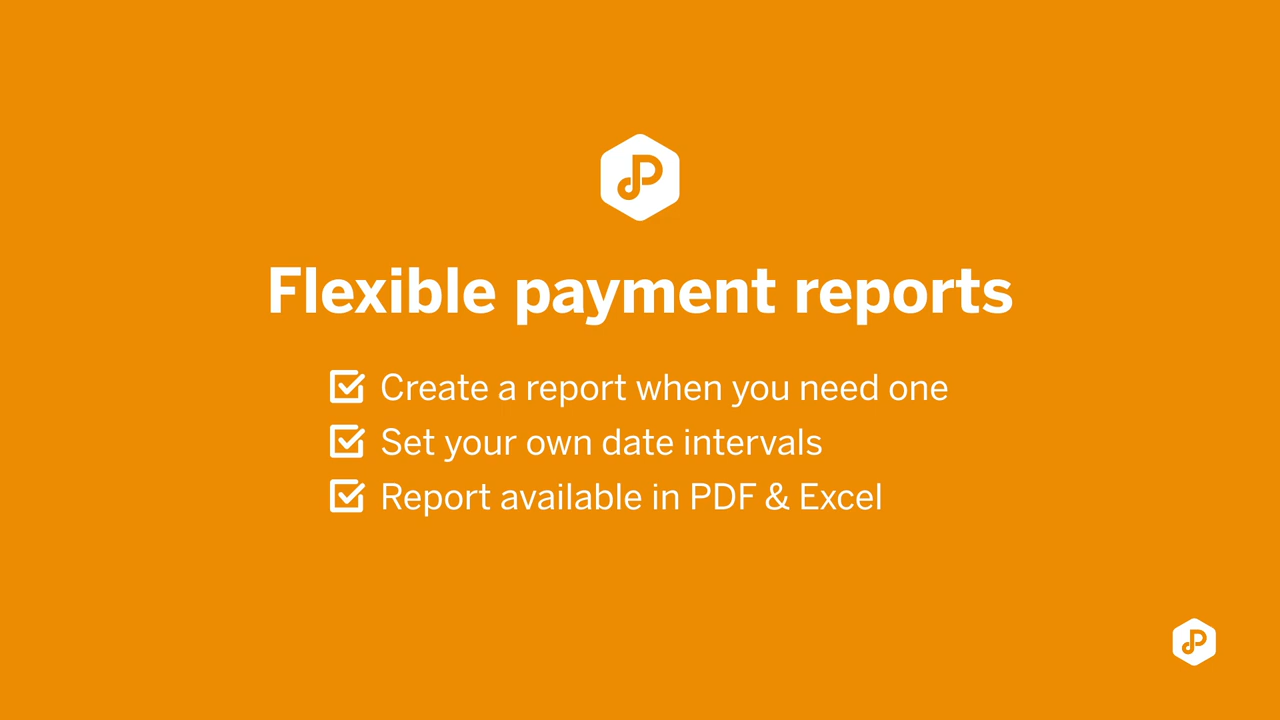 Flexible payment reports
Create a report when you need one
Set your own date intervals
Report available in PDF & Excel